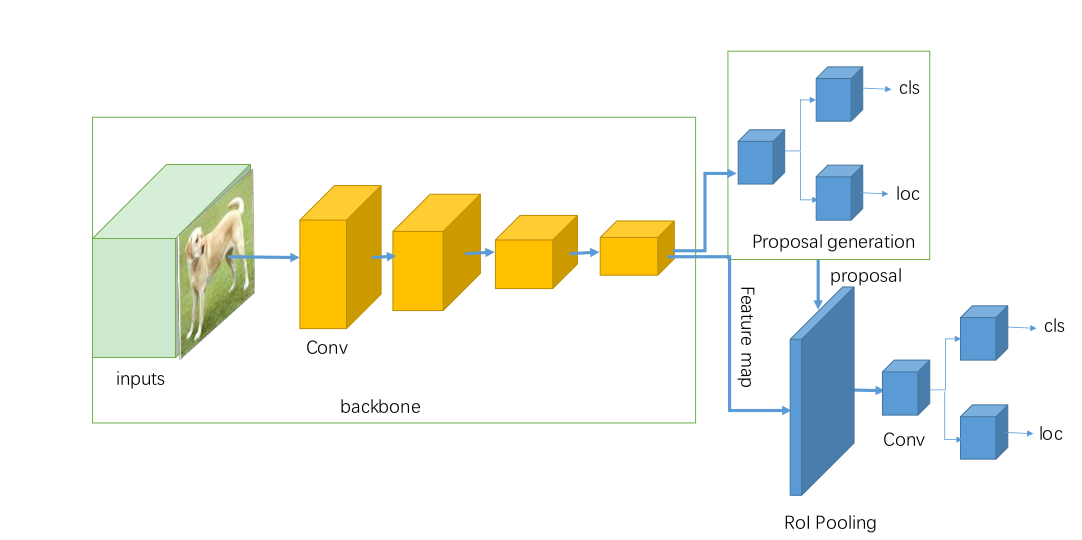 cls
loc
Proposal generation
proposal
Feature map
Conv
inputs
backbone
cls
Conv
loc
RoI Pooling